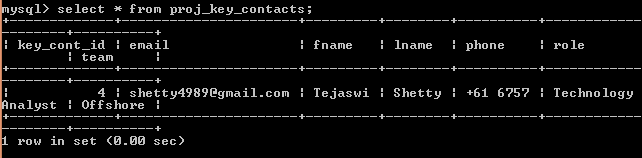 mysql> select * from proj_key_contacts;
+-------------+----------------------+---------+--------+---------+-----------
--------+----------+
| key_cont_id | email                | fname   | lname  | phone   | role
        | team     |
+-------------+----------------------+---------+--------+---------+-----------
--------+----------+
|           4 | shetty4989@gmail.com | Tejaswi | Shetty | +61 6757 | Technology
Analyst | Offshore |
+-------------+----------------------+---------+--------+---------+-----------
--------+----------+
1 row in set (0.00 sec)